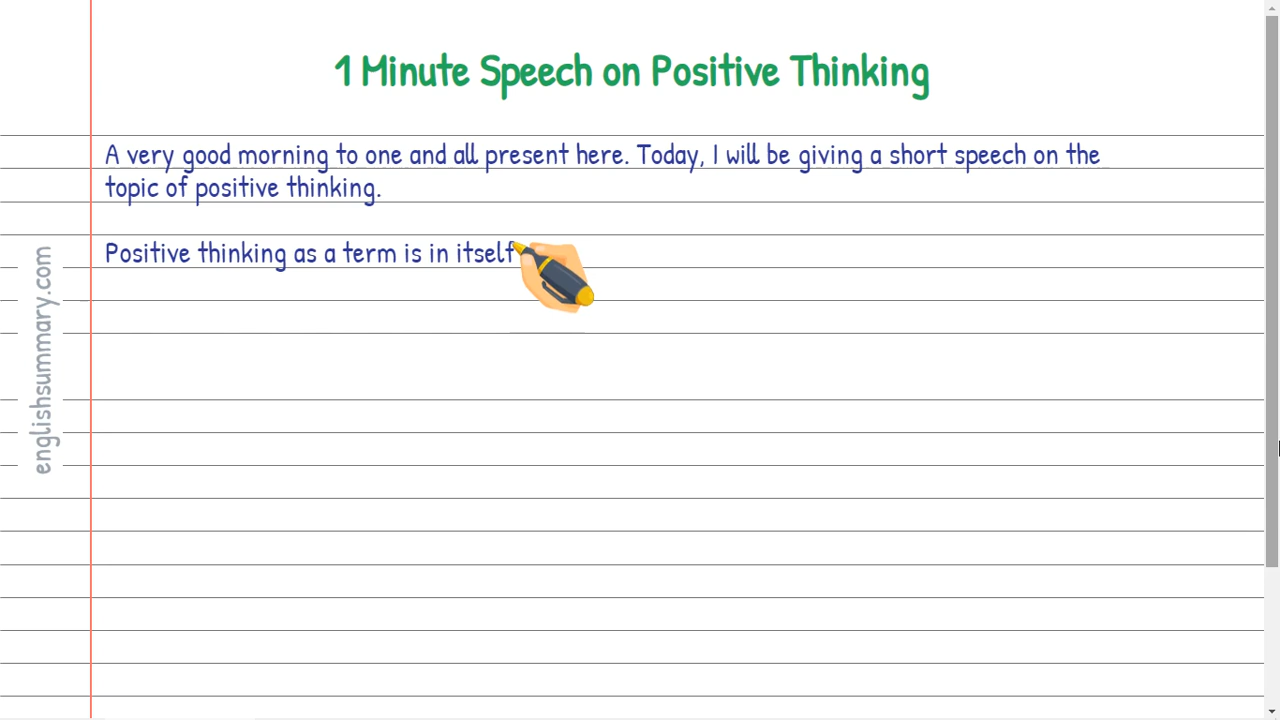 1 Minute Speech on Positive Thinking
A very good morning to one and all present here. Today, I will be giving a short speech on the
topic of positive thinking.
Positive thinking as a term is in itself
englishsummary.com